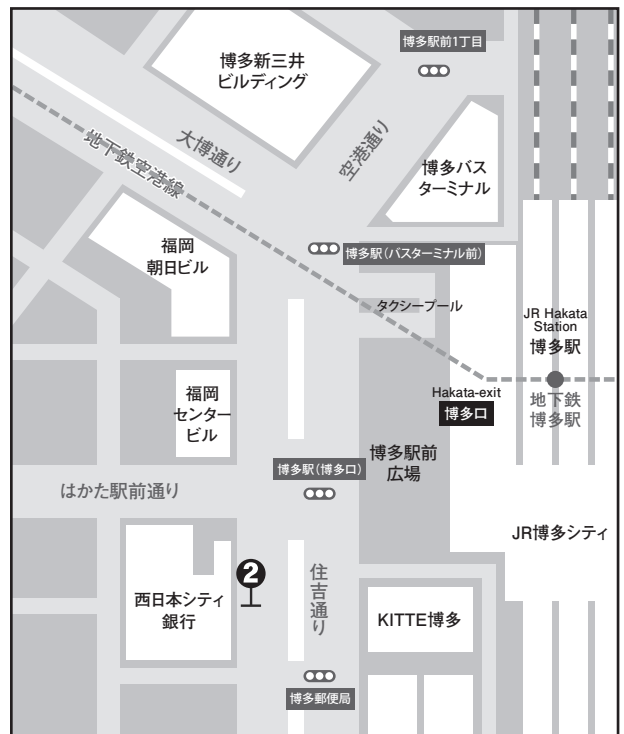 博多駅前1丁目
博多新三井
ビルディング
大博通り
空港通り
地下鉄空港線
博多バス
ターミナル
福岡
朝日ビル
博多駅(バスターミナル前)
タクシープール
JR Hakata
Station
博多駅
Hakata-exit
博多口
地下鉄
博多駅
福岡
センター
ビル
博多駅前
広場
博多駅(博多口)
はかた駅前通り
JR博多シティ
2
住吉通り
西日本シティ
銀行
KITTE博多
博多郵便局